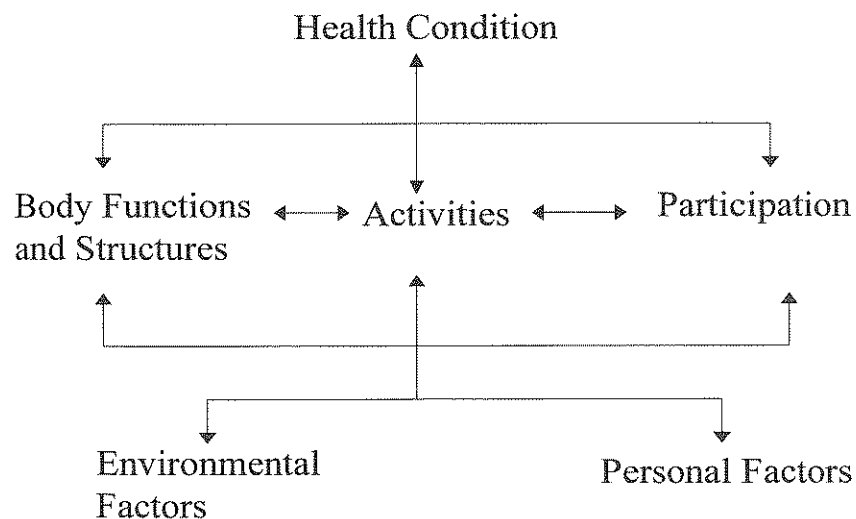 Health Condition
Body Functions
and Structures
Activities
Participation
Environmental
Factors
Personal Factors